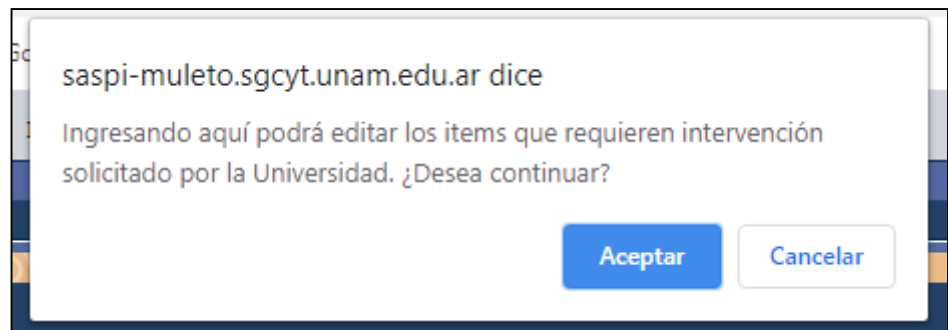 saspi-muleto.sgcyt.unam.edu.ar dice
Ingresando aquí podrá editar los items que requieren intervención
solicitado por la Universidad. ¿Desea continuar?
Aceptar Cancelar